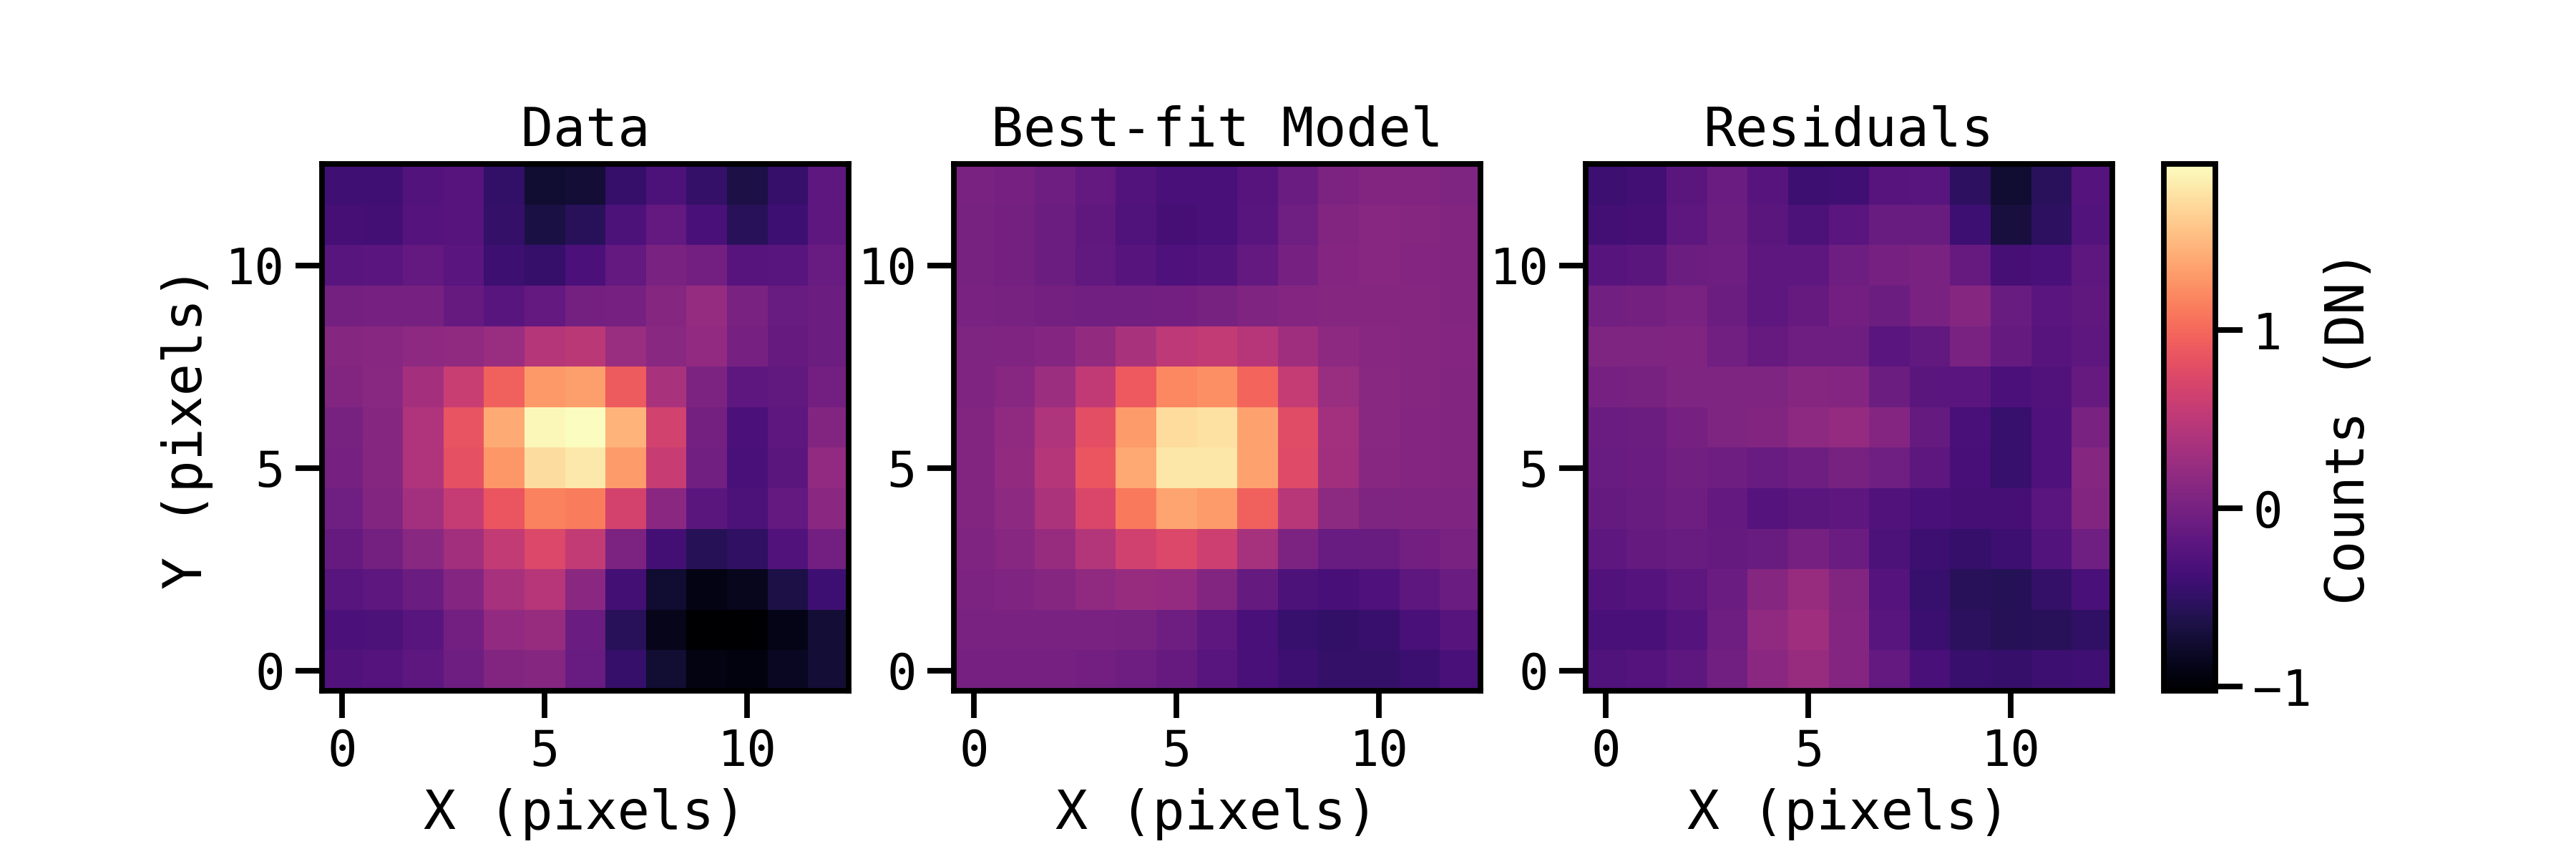 Data
Best-fit Model
Residuals
Y (pixels)
10
5
0
0 5 10
X (pixels)
10
5
0
0 5 10
X (pixels)
10
5
0
0 5 10
X (pixels)
1
0
−1
Counts (DN)